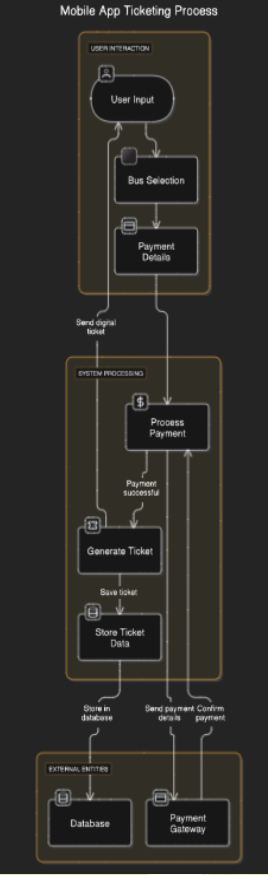 Mobile App Ticketing Process
USER INTERACTION
User Input
Bus Selection
Payment
Details
Send digital
ticket
SYSTEM PROCESSING
$
Process
Payment
Payment
successful
Generate Ticket
Save ticket
Store Ticket
Data
Store in
database
Send payment
details
Confirm
payment
EXTERNAL ENTITIES
Database
Payment
Gateway